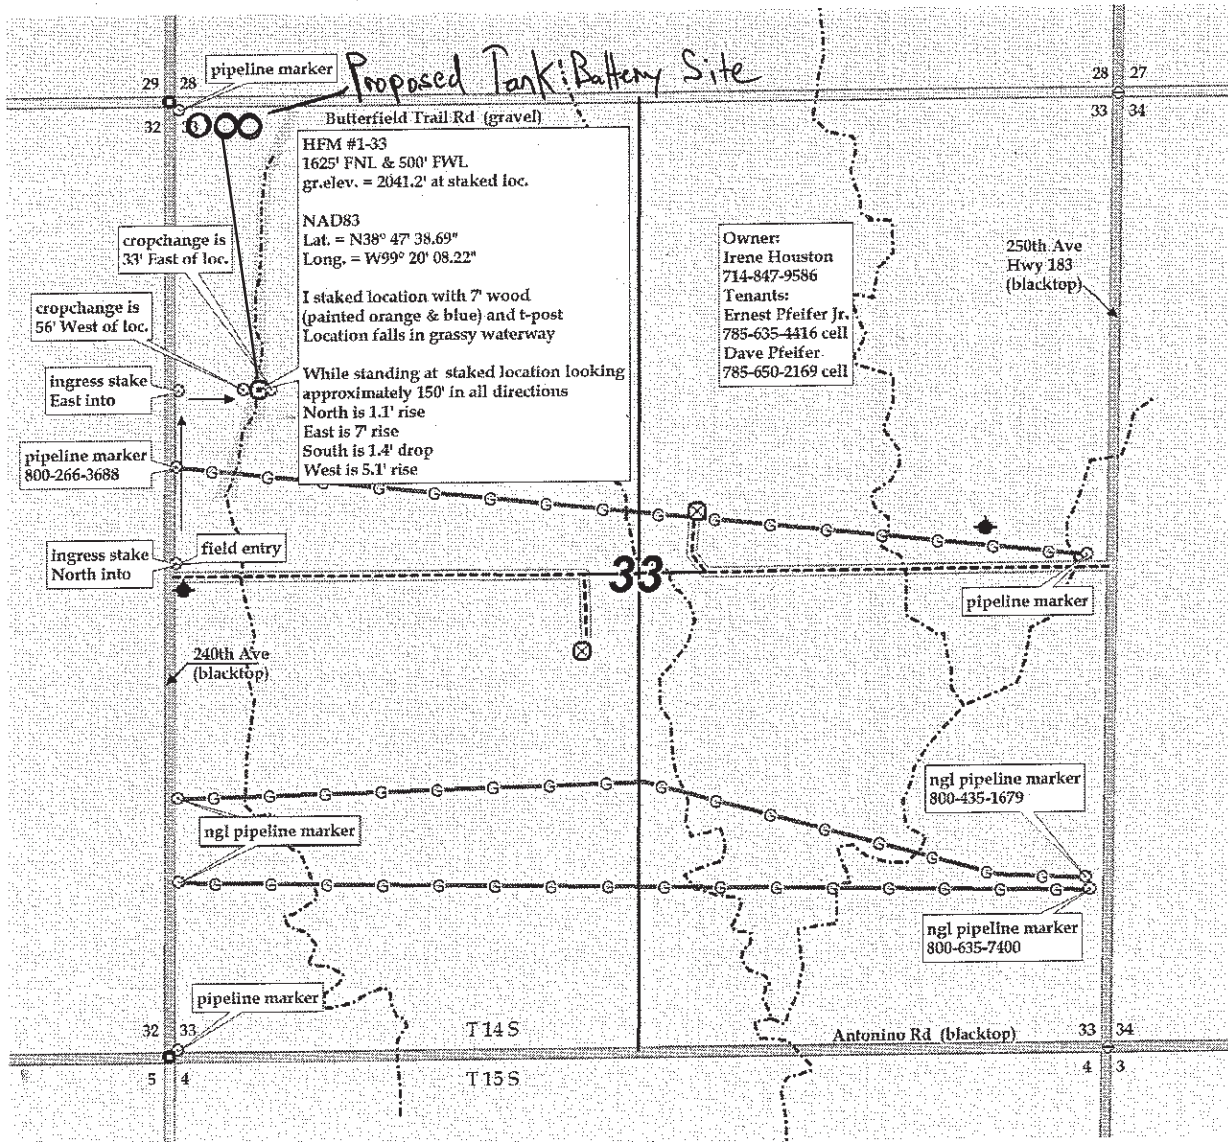 pipeline marker
Proposed Tank Battery Site
29 28
32 33
28 27
33 34
Butterfield Trail Rd (gravel)
HFM #1-33
1625' FNL & 500' FWL
gr.elev. = 2041.2' at staked loc.
NAD83
Lat. = N38° 47' 38.69"
Long. = W99° 20' 08.22"
I staked location with 7' wood
(painted orange & blue) and t-post
Location falls in grassy waterway
While standing at staked location looking
approximately 150' in all directions
North is 1.1' rise
East is 7' rise
South is 1.4' drop
West is 5.1' rise
cropchange is
33' East of loc.
cropchange is
56' West of loc.
ingress stake
East into
pipeline marker
800-266-3688
ingress stake
North into
field entry
Owner:
Irene Houston
714-847-9586
Tenants:
Ernest Pfeifer Jr.
785-635-4416 cell
Dave Pfeifer
785-650-2169 cell
250th Ave
Hwy 183
(blacktop)
G G G G G G G G G G G G G G G G
33
pipeline marker
240th Ave
(blacktop)
G G G G G G G G G G G G G G G G
ngl pipeline marker
800-435-1679
ngl pipeline marker
G G G G G G G G G G G G G G G G
ngl pipeline marker
800-635-7400
pipeline marker
32 33
T 14 S
Antonino Rd (blacktop)
33 34
5 4
T 15 S
4 3